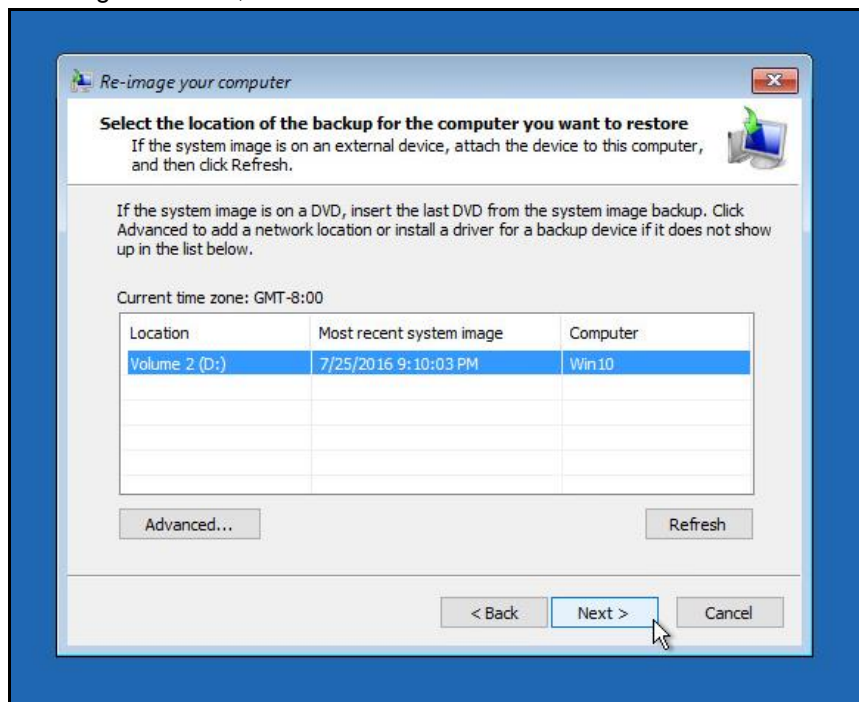 Re-image your computer
Select the location of the backup for the computer you want to restore
If the system image is on an external device, attach the device to this computer,
and then click Refresh.
If the system image is on a DVD, insert the last DVD from the system image backup. Click
Advanced to add a network location or install a driver for a backup device if it does not show
up in the list below.
Current time zone: GMT-8:00
Location Most recent system image Computer
Volume 2 (D:) 7/25/2016 9:10:03 PM Win10
Advanced... Refresh
< Back Next > Cancel